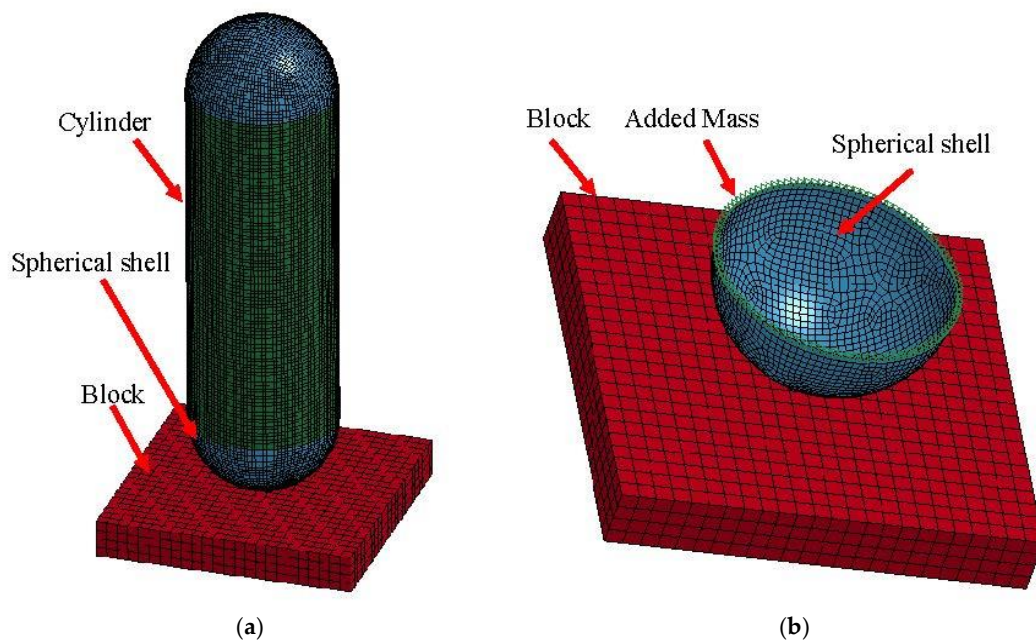 Cylinder
Spherical shell
Block
Block
Added Mass
Spherical shell
(a)
(b)